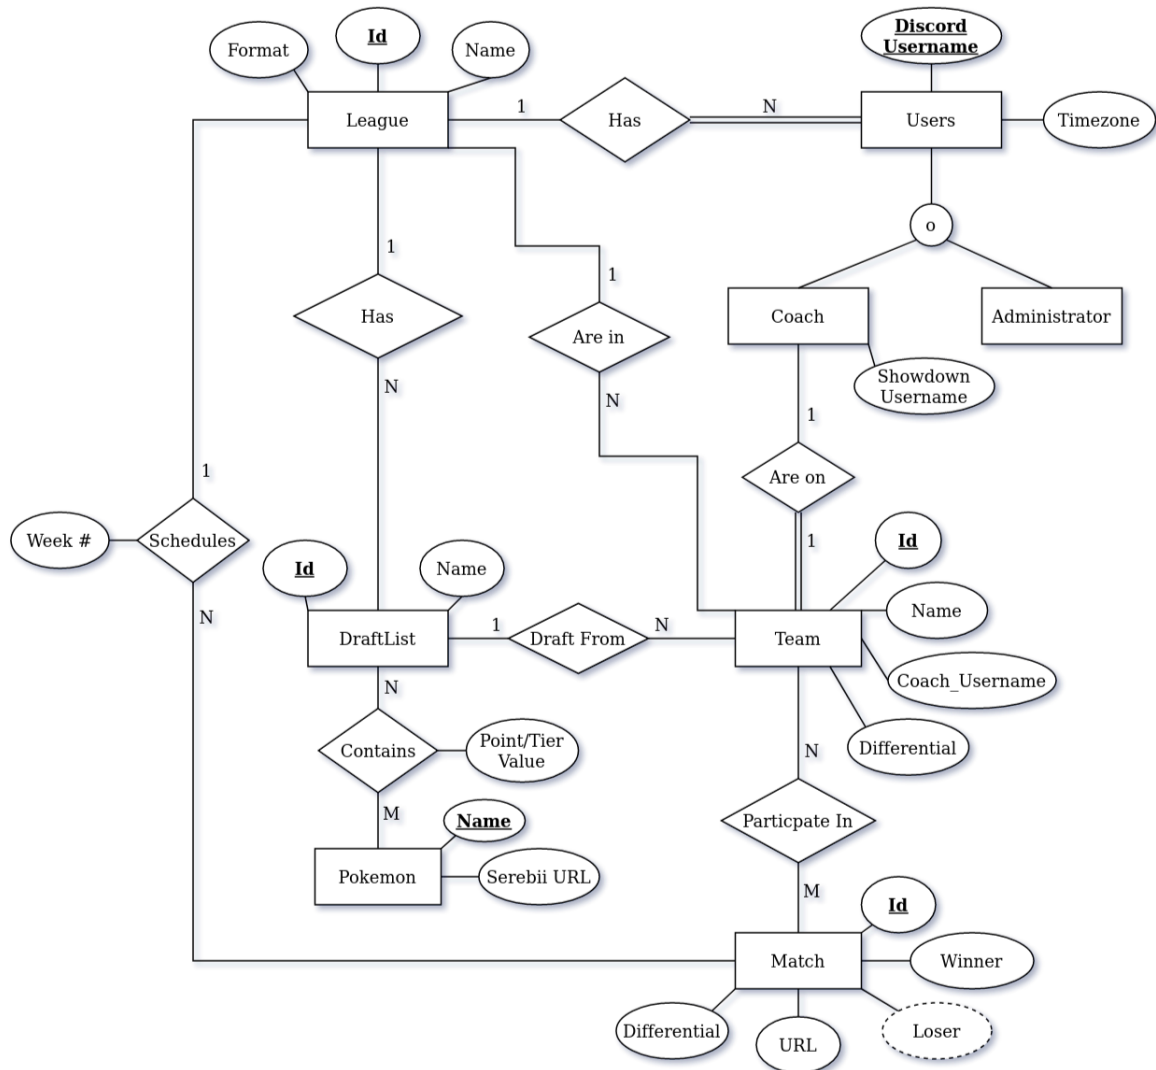 Format
Id
Name
Discord
Username
League
1
Has
N
Users
Timezone
o
1
Has
N
1
Are in
N
Coach
Administrator
Showdown
Username
1
Are on
1
1
Schedules
Week #
N
Id
Name
DraftList
1
Draft From
N
Team
Id
Name
Coach_Username
Differential
N
Contains
Point/Tier
Value
M
Name
Pokemon
Serebii URL
N
Particpate In
M
Id
Match
Winner
Differential
URL
Loser